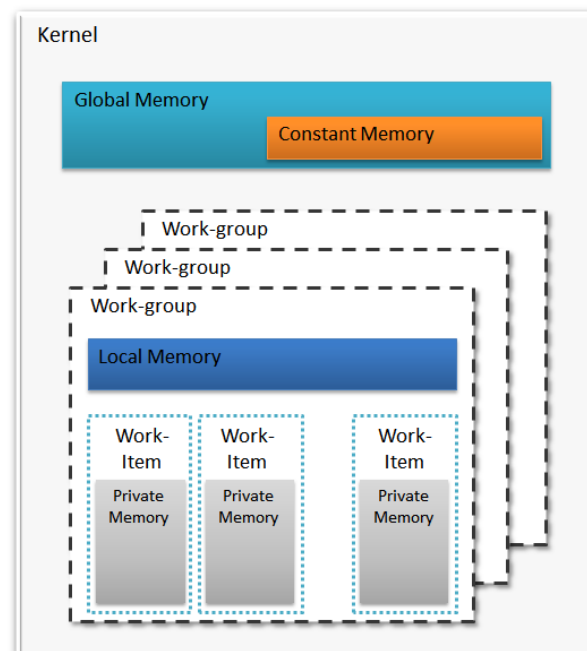 Kernel
Global Memory
Constant Memory
Work-group
Work-group
Work-group
Local Memory
Work-
Item
Private
Memory
Work-
Item
Private
Memory
Work-
Item
Private
Memory